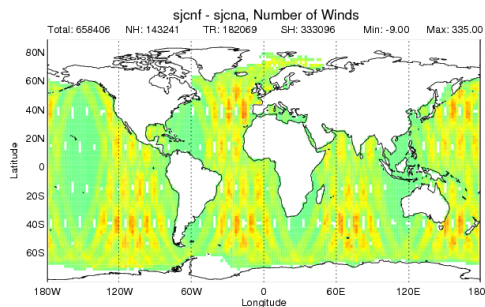 sjcnf - sjcna, Number of Winds
Total: 658406 NH: 143241 TR: 182069 SH: 333096 Min: -9.00 Max: 335.00
80N
60N
40N
20N
0
20S
40S
60S
Latitude
180W 120W 60W 0 60E 120E 180
Longitude